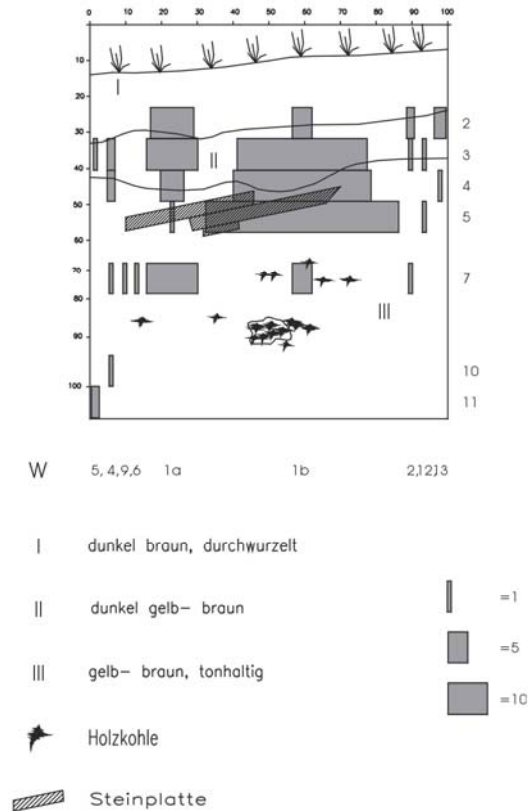 0 10 20 30 40 50 60 70 80 90 100
10
20
30
40
50
60
70
80
90
100
I
II
III
2
3
4
5
7
10
11
W 5, 4,9,6 1a 1b 2,12,13
I dunkel braun, durchwurzelt
II dunkel gelb- braun
III gelb- braun, tonhaltig
Holzkohle
Steinplatte
=1
=5
=10